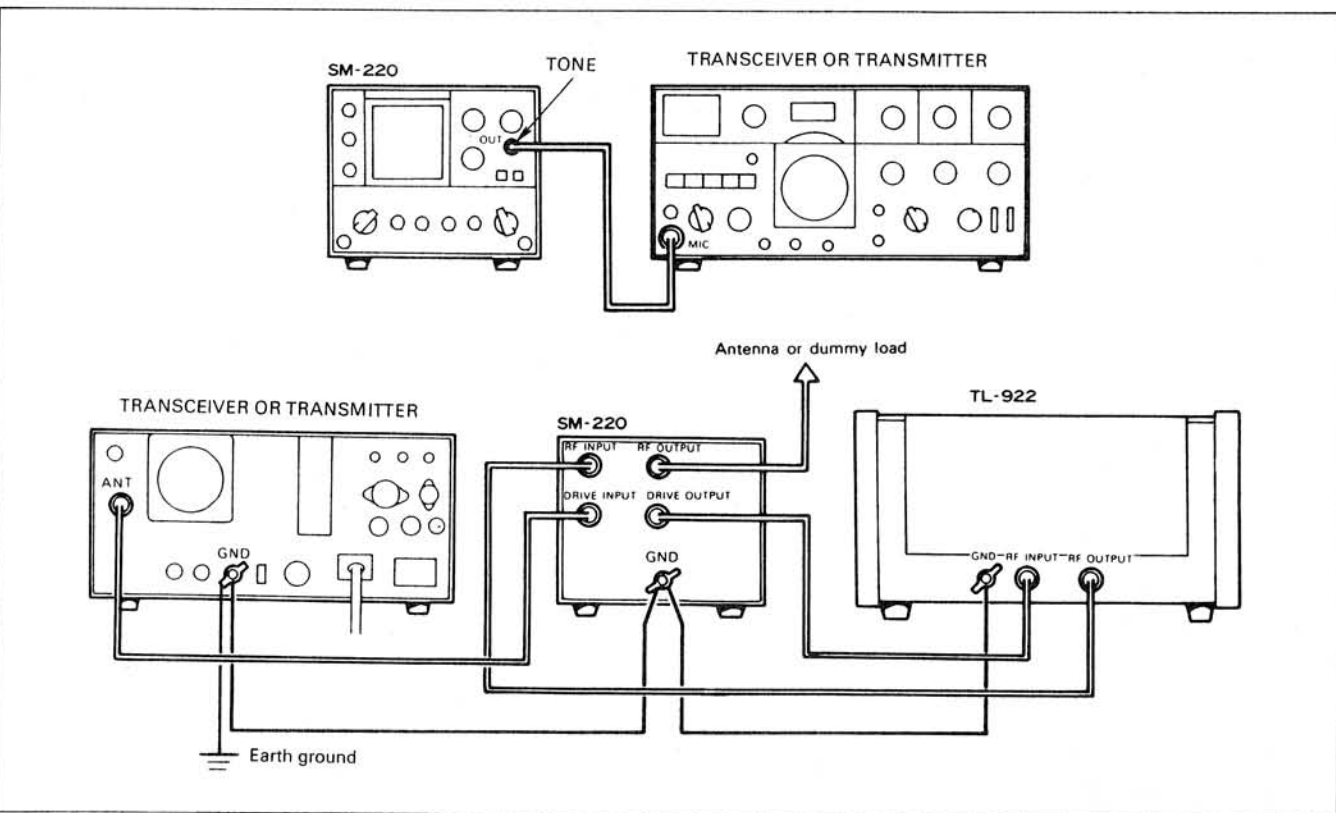 SM-220
TONE
TRANSCEIVER OR TRANSMITTER
OUT
MIC
Antenna or dummy load
TRANSCEIVER OR TRANSMITTER
SM-220
TL-922
RF INPUT
RF OUTPUT
ANT
DRIVE INPUT
DRIVE OUTPUT
GND
GND
GND
RF INPUT
RF OUTPUT
Earth ground